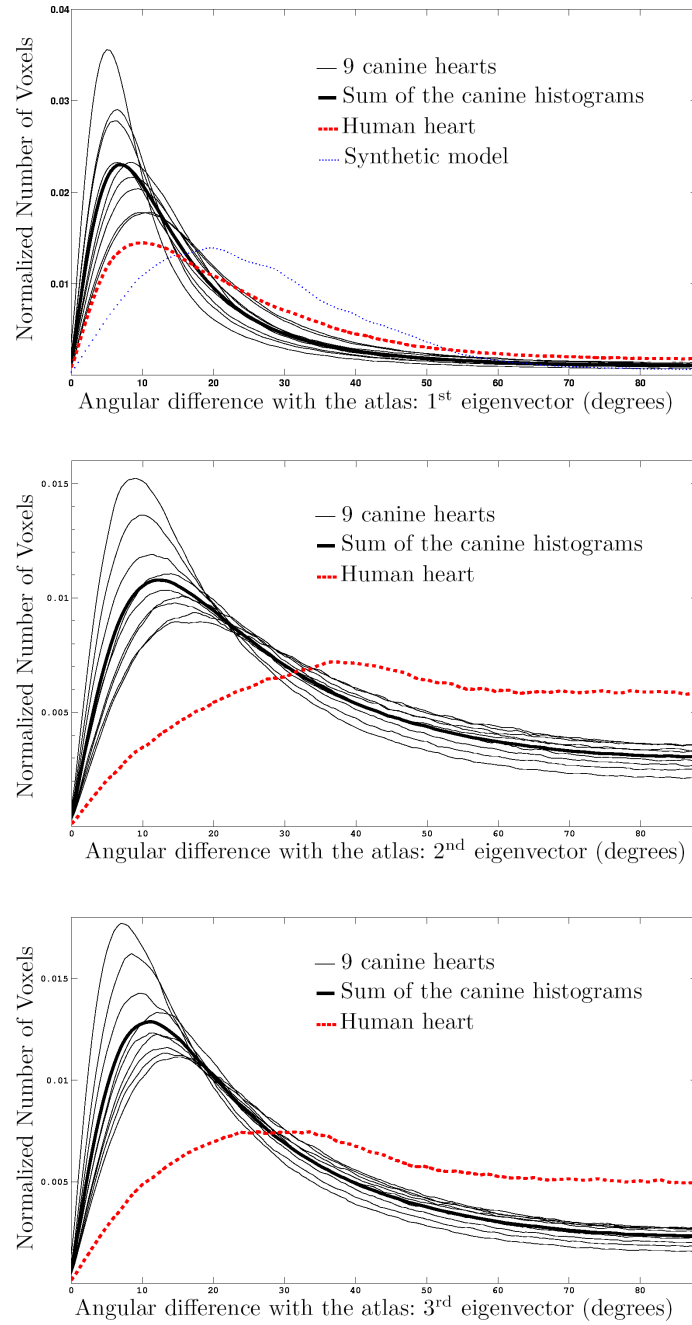 Normalized Number of Voxels
0.04
0.03
0.02
0.01
9 canine hearts
Sum of the canine histograms
Human heart
Synthetic model
0 10 20 30 40 50 60 70 80
Angular difference with the atlas: 1st eigenvector (degrees)
Normalized Number of Voxels
0.015
0.01
0.005
9 canine hearts
Sum of the canine histograms
Human heart
0 10 20 30 40 50 60 70 80
Angular difference with the atlas: 2nd eigenvector (degrees)
Normalized Number of Voxels
0.015
0.01
0.005
9 canine hearts
Sum of the canine histograms
Human heart
0 10 20 30 40 50 60 70 80
Angular difference with the atlas: 3rd eigenvector (degrees)